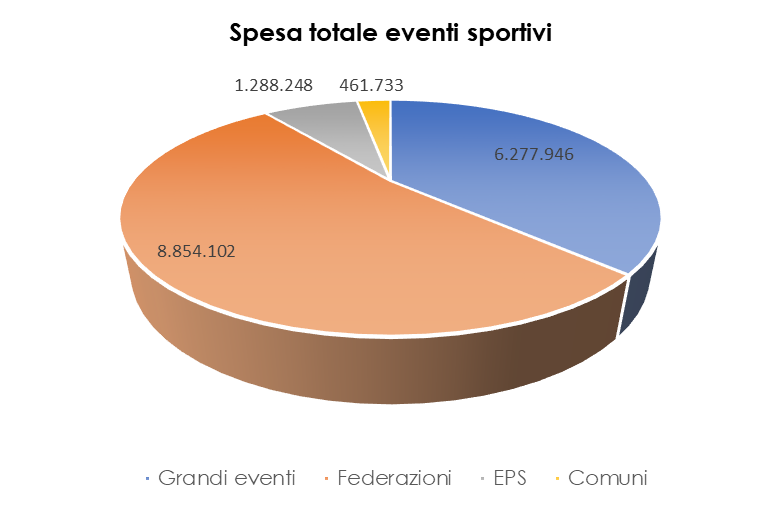 Spesa totale eventi sportivi
1.288.248 461.733
6.277.946
8.854.102
Grandi eventi Federazioni EPS Comuni